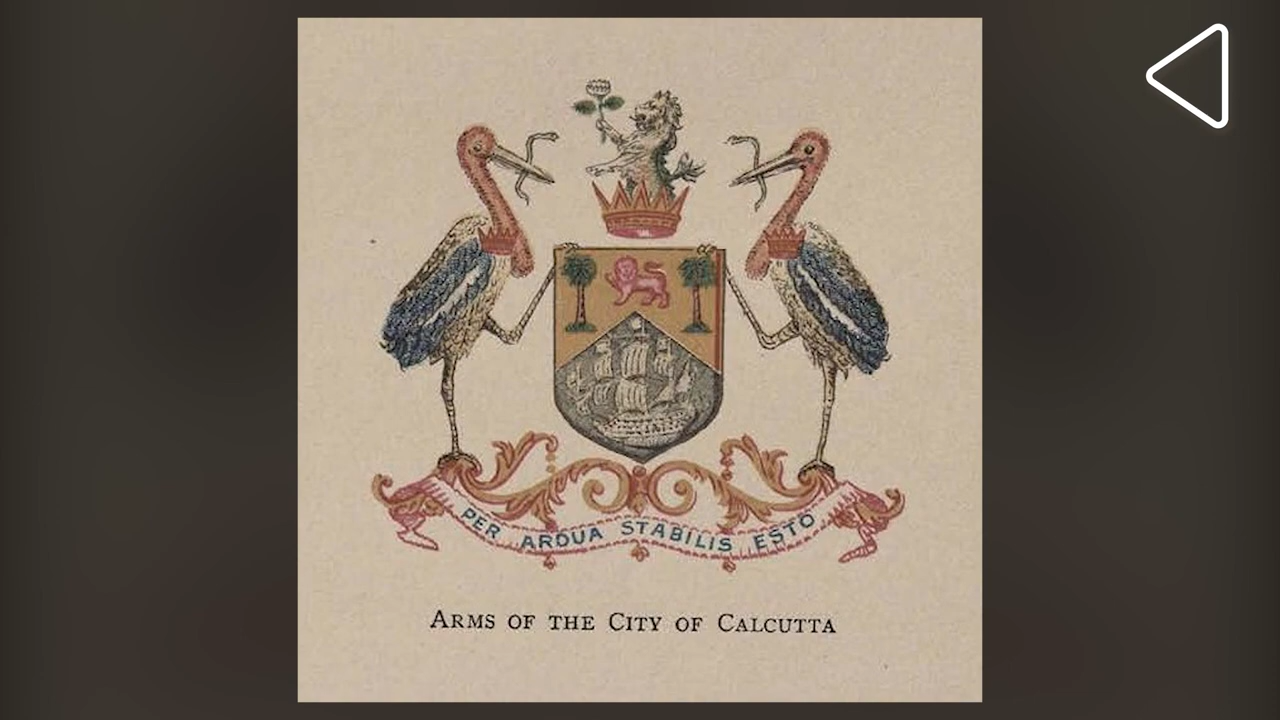 PER ARDUA STABILIS ESTO
ARMS OF THE CITY OF CALCUTTA